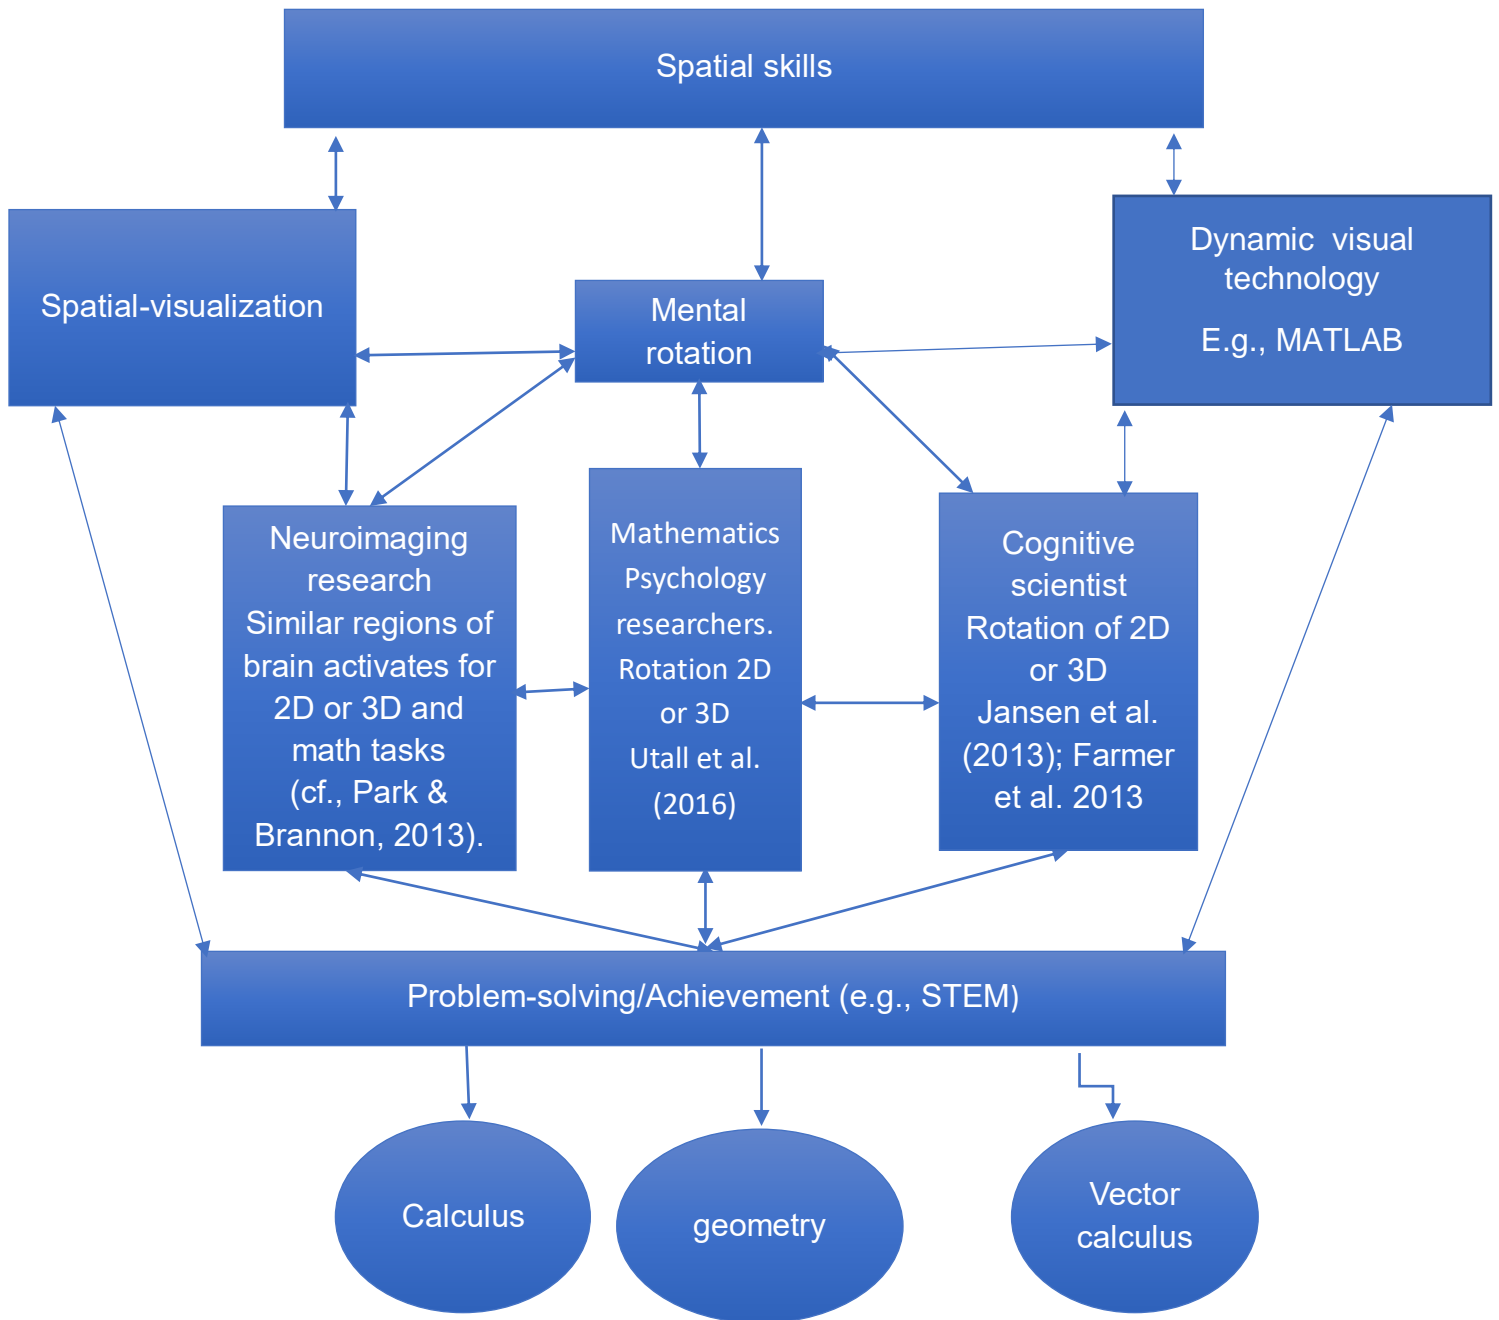 Spatial skills
Spatial-visualization
Mental
rotation
Dynamic visual
technology
E.g., MATLAB
Neuroimaging
research
Similar regions of
brain activates for
2D or 3D and
math tasks
(cf., Park &
Brannon, 2013).
Mathematics
Psychology
researchers.
Rotation 2D
or 3D
Utall et al.
(2016)
Cognitive
scientist
Rotation of 2D
or 3D
Jansen et al.
(2013); Farmer
et al. 2013
Problem-solving/Achievement (e.g., STEM)
Calculus
geometry
Vector
calculus